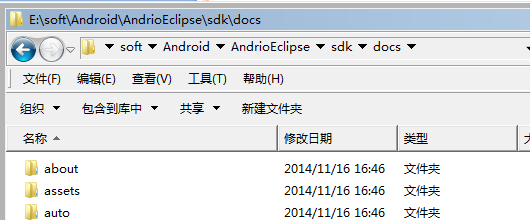 E:\soft\Android\AndrioEclipse\sdk\docs
soft Android AndrioEclipse sdk docs
文件(F) 编辑(E) 查看(V) 工具(T) 帮助(H)
组织 包含到库中 共享 新建文件夹
名称 修改日期 类型
about 2014/11/16 16:46 文件夹
assets 2014/11/16 16:46 文件夹
auto 2014/11/16 16:46 文件夹